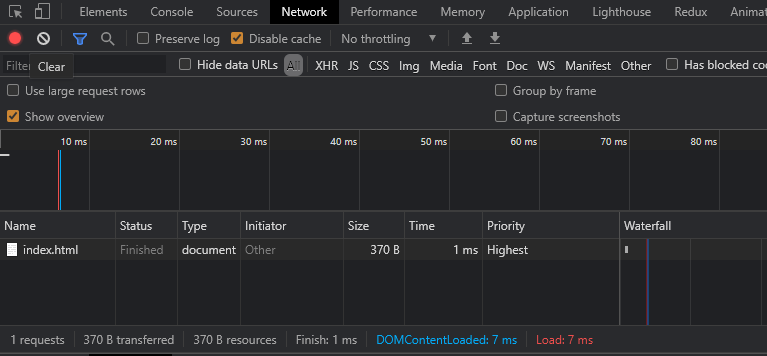 Elements Console Sources Network Performance Memory Application Lighthouse Redux Animat
Preserve log Disable cache No throttling
Filter Clear Hide data URLs All XHR JS CSS Img Media Font Doc WS Manifest Other Has blocked coo
Use large request rows Group by frame
Show overview Capture screenshots
10 ms 20 ms 30 ms 40 ms 50 ms 60 ms 70 ms 80 ms
Name Status Type Initiator Size Time Priority Waterfall
index.html Finished document Other 370 B 1 ms Highest
1 requests 370 B transferred 370 B resources Finish: 1 ms DOMContentLoaded: 7 ms Load: 7 ms